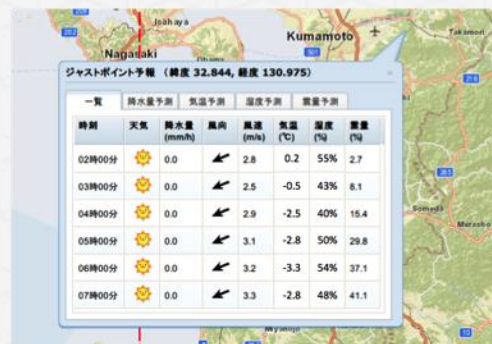 Isahaya
Nagasaki
Kumamoto
Takamori
ジャストポイント予報 （緯度 32.844, 経度 130.975）
×
一覧 降水量予測 気温予測 湿度予測 雲量予測
時刻 天気 降水量 (mm/h) 風向 風速 (m/s) 気温 (℃) 湿度 (%) 雲量 (%)
02時00分 0.0 2.8 0.2 55% 2.7
03時00分 0.0 2.5 -0.5 43% 8.1
04時00分 0.0 2.9 -2.5 40% 15.4
05時00分 0.0 3.1 -2.8 50% 29.8
06時00分 0.0 3.2 -3.3 54% 37.1
07時00分 0.0 3.3 -2.8 48% 41.1
218
10